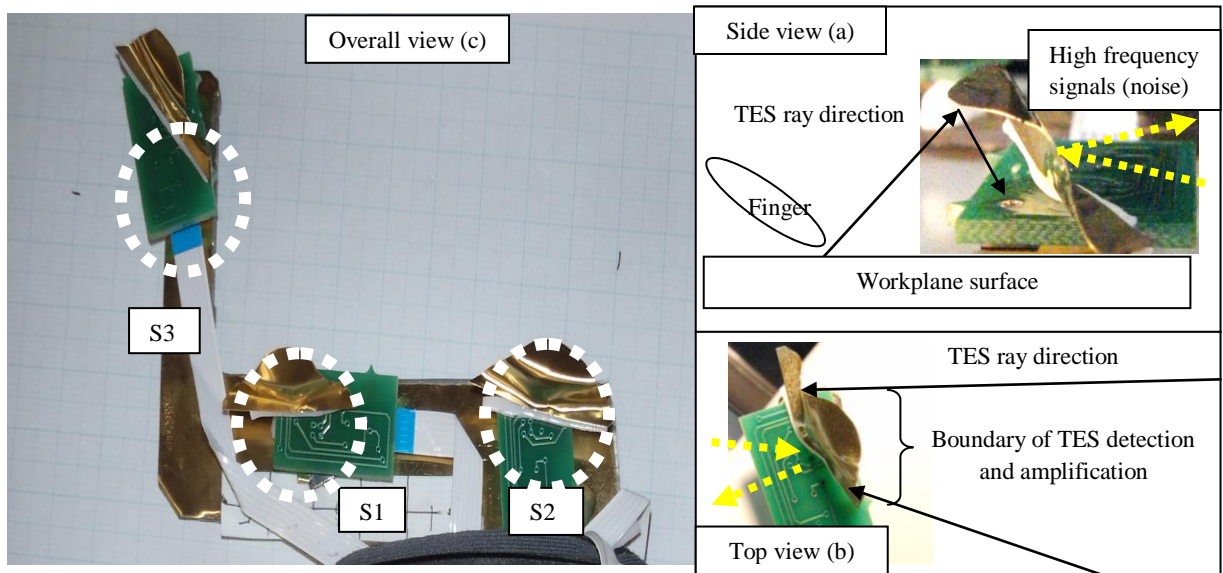 Overall view (c)
S3
S1
S2
Side view (a)
High frequency
signals (noise)
TES ray direction
Finger
Workplane surface
TES ray direction
Boundary of TES detection
and amplification
Top view (b)